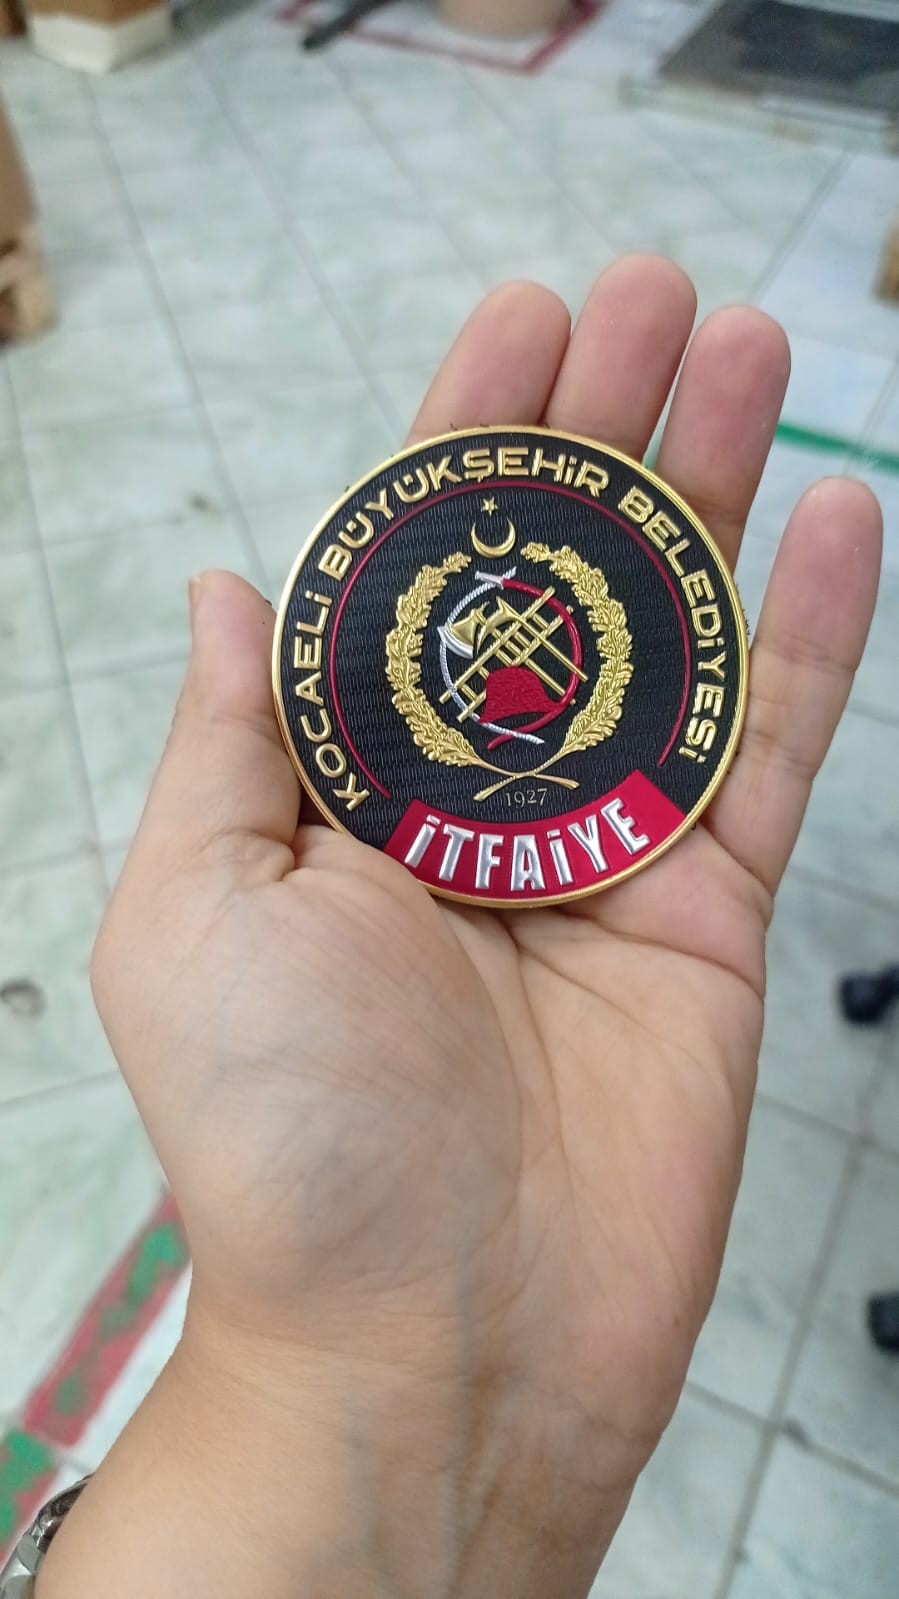 KOCAELİ BÜYÜKŞEHİR BELEDİYESİ
1927
İTFAİYE